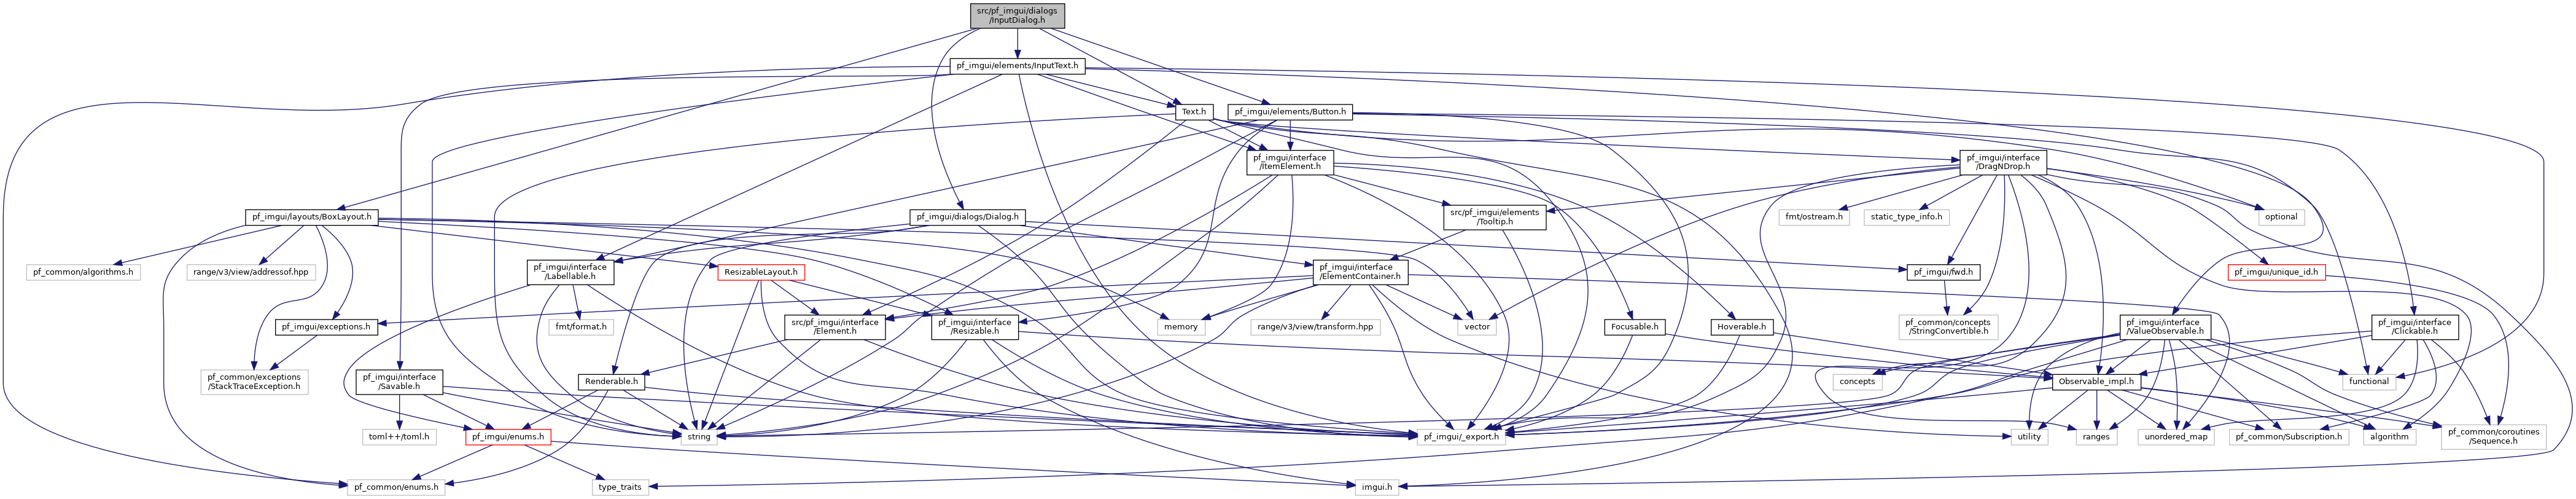 src/pf_imgui/dialogs
/InputDialog.h
pf_imgui/elements/InputText.h
Text.h
pf_imgui/elements/Button.h
pf_imgui/interface
/ItemElement.h
pf_imgui/interface
/DragNDrop.h
pf_imgui/layouts/BoxLayout.h
pf_imgui/dialogs/Dialog.h
src/pf_imgui/elements
/Tooltip.h
fmt/ostream.h
static_type_info.h
optional
pf_common/algorithms.h
range/v3/view/addressof.hpp
ResizableLayout.h
pf_imgui/interface
/Labellable.h
pf_imgui/interface
/ElementContainer.h
pf_imgui/fwd.h
pf_imgui/unique_id.h
pf_imgui/exceptions.h
fmt/format.h
src/pf_imgui/interface
/Element.h
pf_imgui/interface
/Resizable.h
memory
range/v3/view/transform.hpp
vector
Focusable.h
Hoverable.h
pf_common/concepts
/StringConvertible.h
pf_imgui/interface
/ValueObservable.h
pf_imgui/interface
/Clickable.h
pf_common/exceptions
/StackTraceException.h
pf_imgui/interface
/Savable.h
Renderable.h
concepts
Observable_impl.h
functional
toml++/toml.h
pf_imgui/enums.h
string
pf_imgui/_export.h
utility
ranges
unordered_map
pf_common/Subscription.h
algorithm
pf_common/coroutines
/Sequence.h
pf_common/enums.h
type_traits
imgui.h